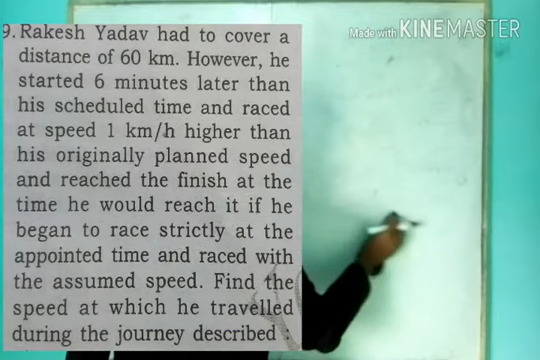 9. Rakesh Yadav had to cover a
distance of 60 km. However, he
started 6 minutes later than
his scheduled time and raced
at speed 1 km/h higher than
his originally planned speed
and reached the finish at the
time he would reach it if he
began to race strictly at the
appointed time and raced with
the assumed speed. Find the
speed at which he travelled
during the journey described
Made with KINEMASTER